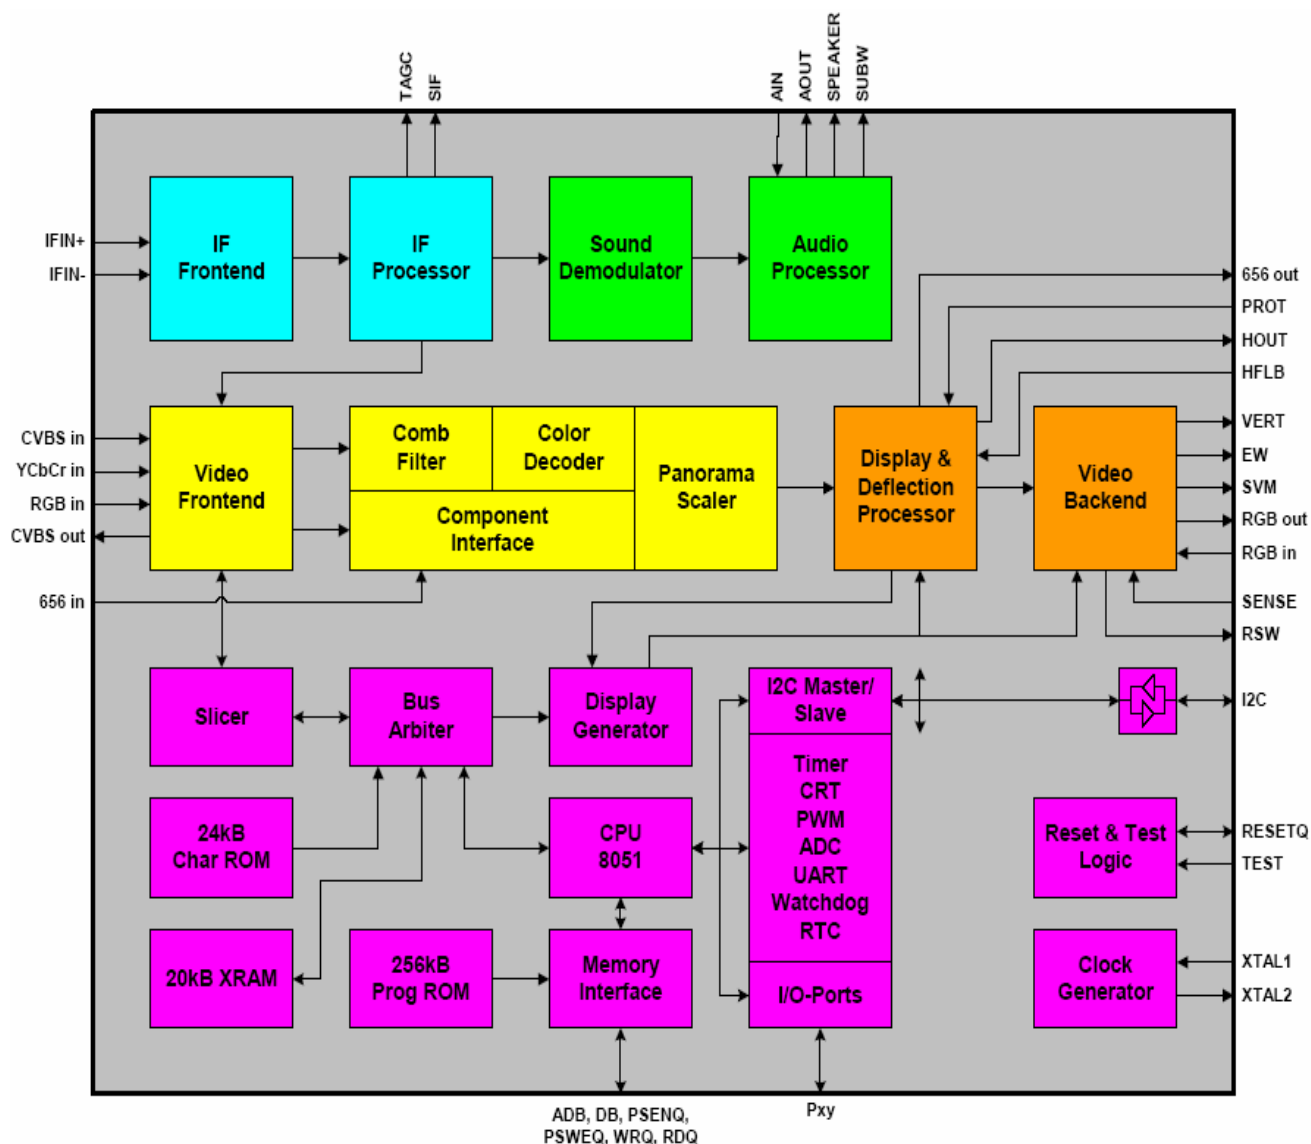 TAGC
SIF
AIN
AOUT
SPEAKER
SUBW
IFIN+
IFIN-
IF
Frontend
IF
Processor
Sound
Demodulator
Audio
Processor
656 out
PROT
HOUT
HFLB
CVBS in
YCbCr in
RGB in
CVBS out
656 in
Video
Frontend
Comb
Filter
Color
Decoder
Component
Interface
Panorama
Scaler
Display &
Deflection
Processor
Video
Backend
VERT
EW
SVM
RGB out
RGB in
SENSE
RSW
Slicer
Bus
Arbiter
Display
Generator
I2C Master/
Slave
I2C
24kB
Char ROM
CPU
8051
Timer
CRT
PWM
ADC
UART
Watchdog
RTC
Reset & Test
Logic
RESETQ
TEST
20kB XRAM
256kB
Prog ROM
Memory
Interface
I/O-Ports
Clock
Generator
XTAL1
XTAL2
ADB, DB, PSENQ,
PSWEQ, WRQ, RDQ
Pxy